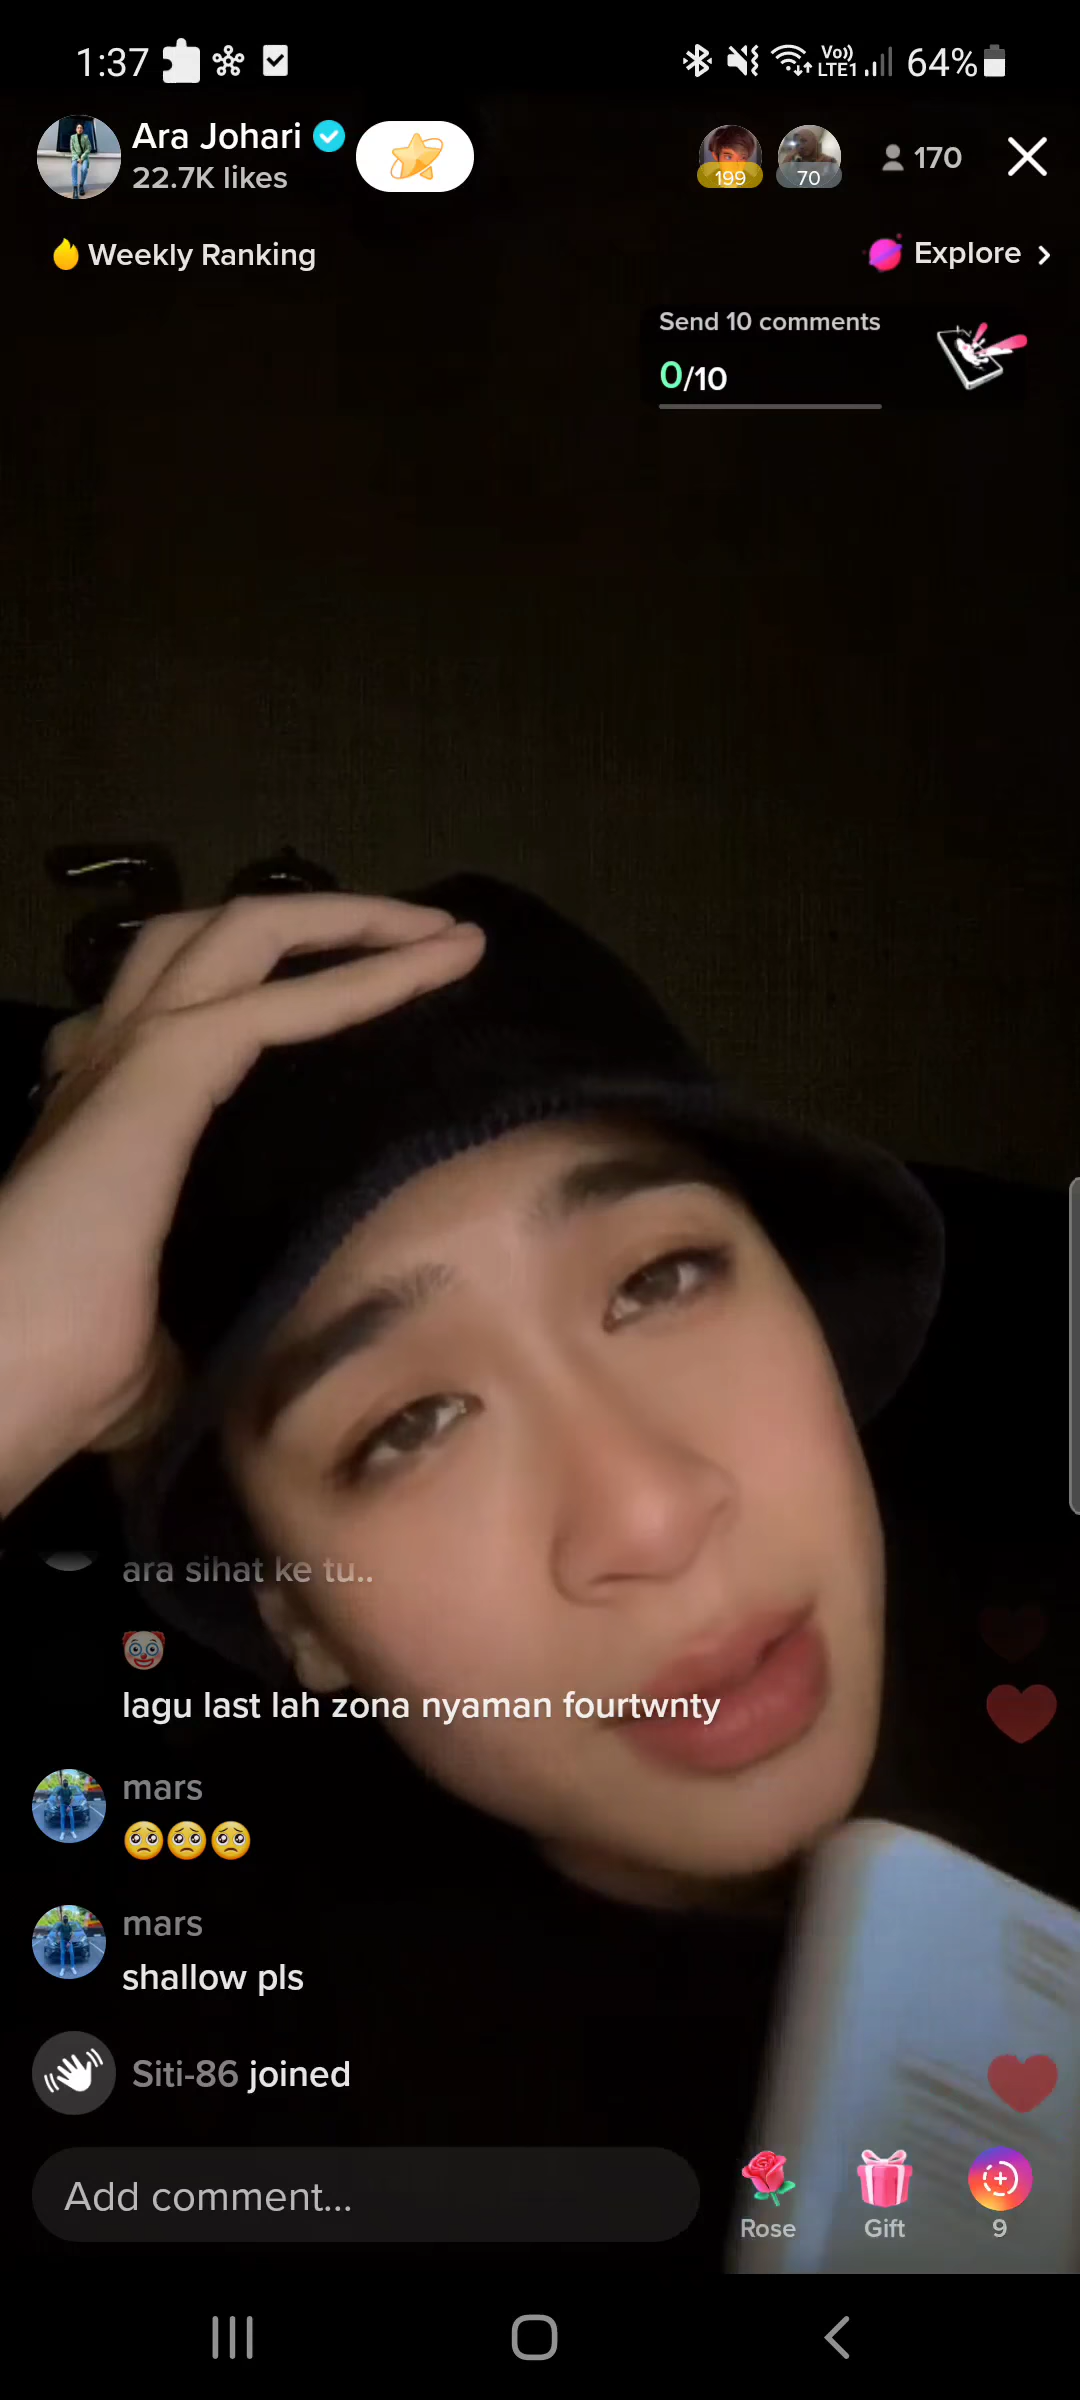 1:37
Vo)) LTE1 64%
Ara Johari
22.7K likes
199
70
170
Weekly Ranking
Explore
Send 10 comments
0/10
ara sihat ke tu..
lagu last lah zona nyaman fourtwnty
mars
mars
shallow pls
Siti-86 joined
Add comment...
Rose
Gift
9